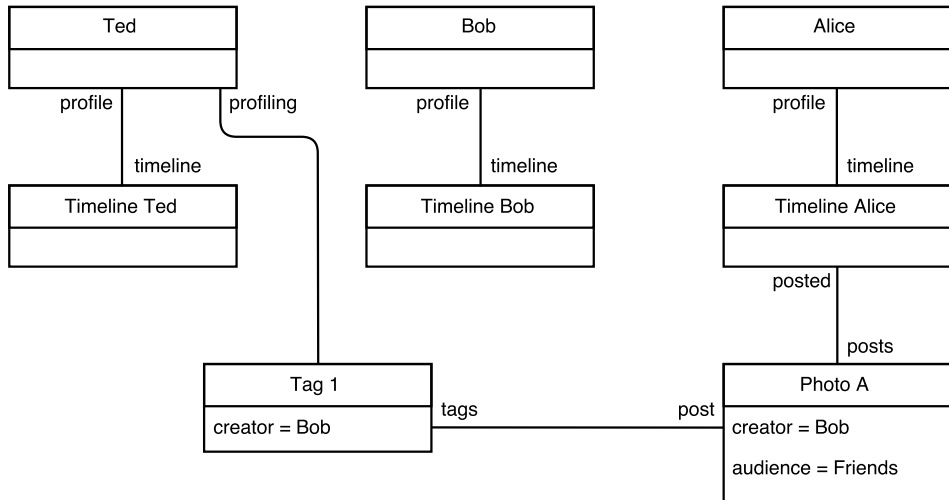 Ted
Bob
Alice
profile
profiling
profile
profile
timeline
timeline
timeline
Timeline Ted
Timeline Bob
Timeline Alice
posted
posts
Tag 1
Photo A
tags
post
creator = Bob
creator = Bob
audience = Friends